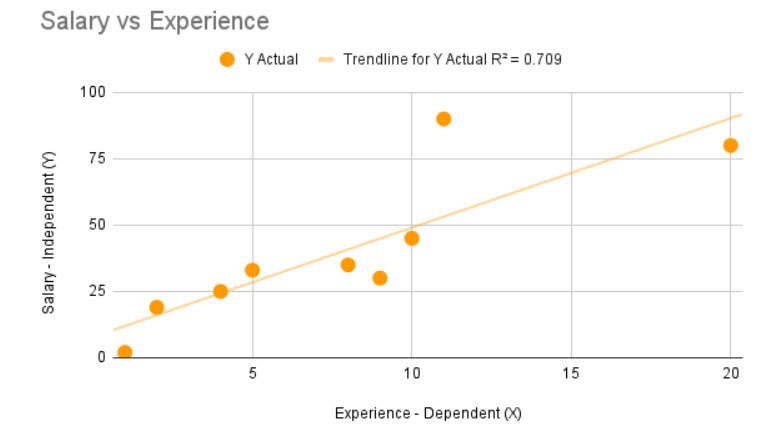 Salary vs Experience
Y Actual
Trendline for Y Actual R² = 0.709
100
75
50
25
0
Salary - Independent (Y)
5
10
15
20
Experience - Dependent (X)